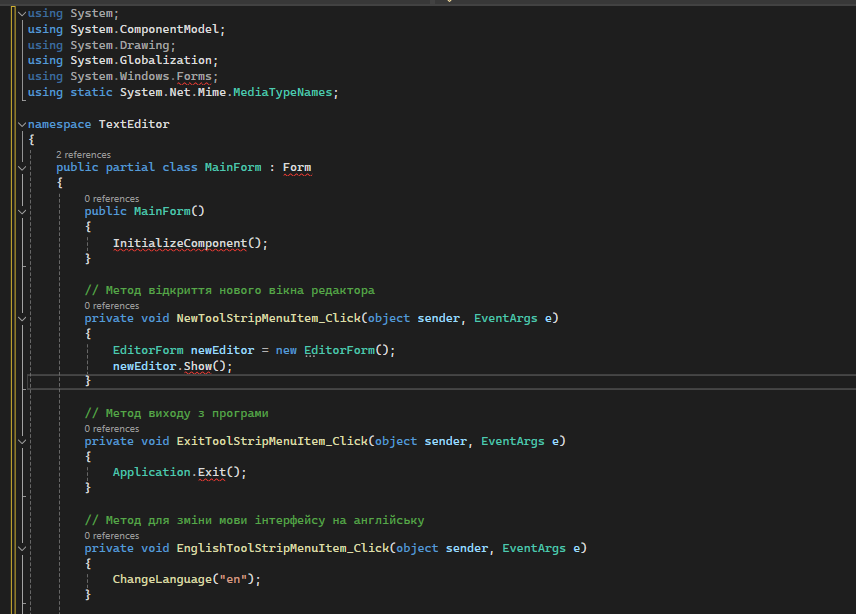 using System;
using System.ComponentModel;
using System.Drawing;
using System.Globalization;
using System.Windows.Forms;
using static System.Net.Mime.MediaTypeNames;
namespace TextEditor
{
2 references
public partial class MainForm : Form
{
0 references
public MainForm()
{
InitializeComponent();
}
// Метод відкриття нового вікна редактора
0 references
private void NewToolStripMenuItem_Click(object sender, EventArgs e)
{
EditorForm newEditor = new EditorForm();
newEditor.Show();
}
// Метод виходу з програми
0 references
private void ExitToolStripMenuItem_Click(object sender, EventArgs e)
{
Application.Exit();
}
// Метод для зміни мови інтерфейсу на англійську
0 references
private void EnglishToolStripMenuItem_Click(object sender, EventArgs e)
{
ChangeLanguage("en");
}